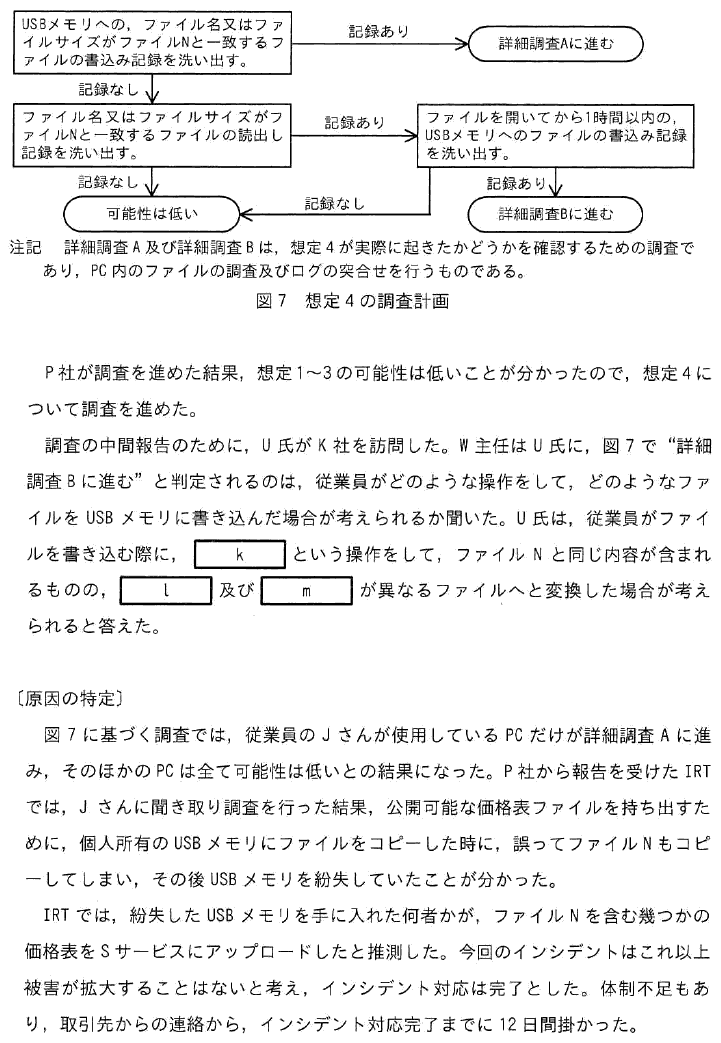 USBメモリへの，ファイル名又はファ
イルサイズがファイルNと一致する
ファイルの書込み記録を洗い出す。
記録あり
詳細調査Aに進む
記録なし
ファイル名又はファイルサイズがフ
ァイルNと一致するファイルの読出し
記録を洗い出す。
記録あり
ファイルを開いてから1時間以内の，
USBメモリへのファイルの書込み記録
を洗い出す。
記録なし
記録なし
記録あり
可能性は低い
詳細調査Bに進む
注記　詳細調査A及び詳細調査Bは，想定4が実際に起きたかどうかを確認するための調査で
あり，PC内のファイルの調査及びログの突合せを行うものである。
図7　想定4の調査計画
P社が調査を進めた結果，想定1～3の可能性は低いことが分かったので，想定4に
ついて調査を進めた。
調査の中間報告のために，U氏がK社を訪問した。W主任はU氏に，図7で“詳細
調査Bに進む”と判定されるのは，従業員がどのような操作をして，どのようなファ
イルをUSBメモリに書き込んだ場合が考えられるか聞いた。U氏は，従業員がファイ
ルを書き込む際に， k という操作をして，ファイルNと同じ内容が含まれ
るものの， l 及び m が異なるファイルへと変換した場合が考え
られると答えた。
〔原因の特定〕
図7に基づく調査では，従業員のJさんが使用しているPCだけが詳細調査Aに進
み，そのほかのPCは全て可能性は低いとの結果になった。P社から報告を受けたIRT
では，Jさんに聞き取り調査を行った結果，公開可能な価格表ファイルを持ち出すた
めに，個人所有のUSBメモリにファイルをコピーした時に，誤ってファイルNもコピ
ーしてしまい，その後USBメモリを紛失していたことが分かった。
IRTでは，紛失したUSBメモリを手に入れた何者かが，ファイルNを含む幾つかの
価格表をSサービスにアップロードしたと推測した。今回のインシデントはこれ以上
被害が拡大することはないと考え，インシデント対応は完了とした。体制不足もあ
り，取引先からの連絡から，インシデント対応完了までに12日間掛かった。